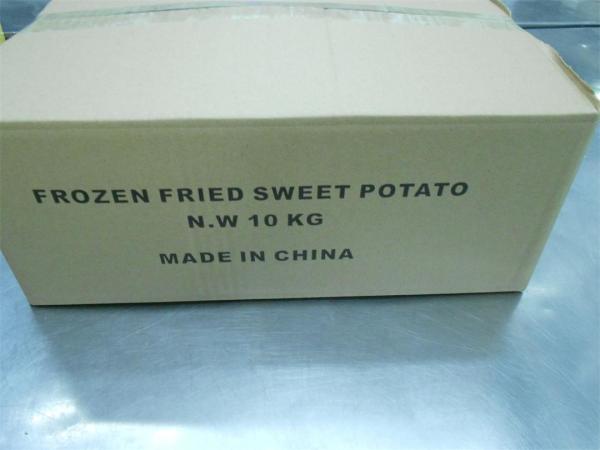 FROZEN FRIED SWEET POTATO
N.W 10 KG
MADE IN CHINA